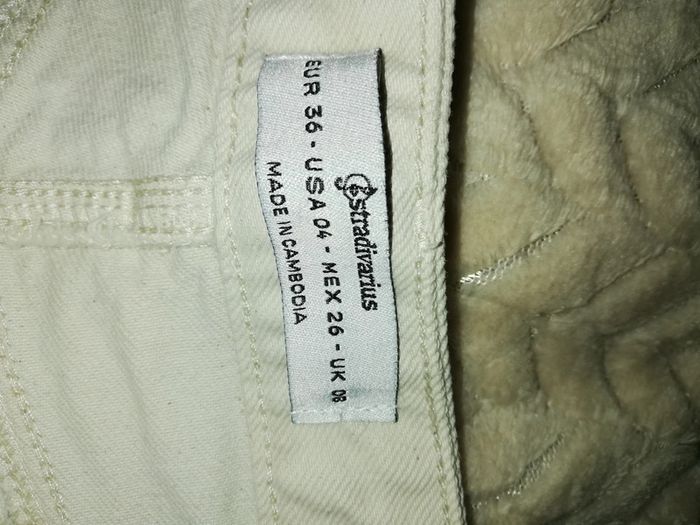 Stradivarius
EUR 36 - USA 04 - MEX 26 - UK 08
MADE IN CAMBODIA